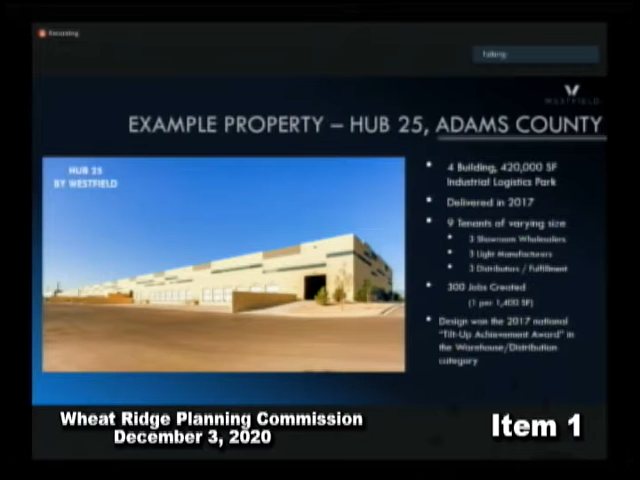 Recording
Talking:
WESTFIELD
EXAMPLE PROPERTY – HUB 25, ADAMS COUNTY
HUB 25
BY WESTFIELD
4 Building, 420,000 SF
Industrial Logistics Park
Delivered in 2017
9 Tenants of varying size
3 Showroom Wholesalers
3 Light Manufacturers
3 Distributors / Fulfillment
300 Jobs Created
(1 per 1,400 SF)
Design won the 2017 national
"Tilt-Up Achievement Award" in
the Warehouse/Distribution
category
Wheat Ridge Planning Commission
December 3, 2020
Item 1